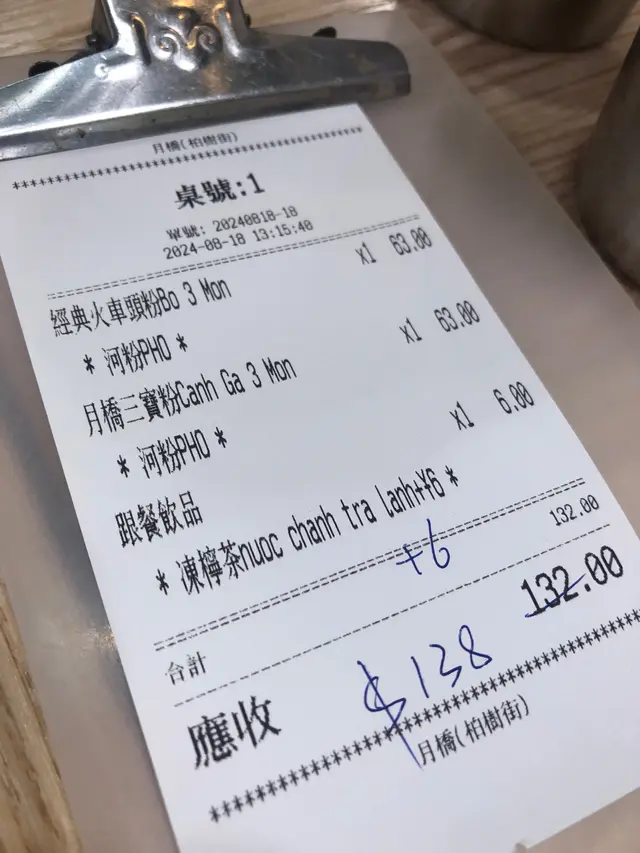 月橋(柏樹街)
************************************************
桌號:1
單號: 20240818-18
2024-08-18 13:15:40
經典火車頭粉Bo 3 Mon x1 63.00
* 河粉PHO *
月橋三寶粉Canh Ga 3 Mon x1 63.00
* 河粉PHO *
跟餐飲品 x1 6.00
* 凍檸茶nuoc chanh tra lanh+¥6 *
+6
合計 132.00
應收 132.00
$138
************************************************
月橋(柏樹街)